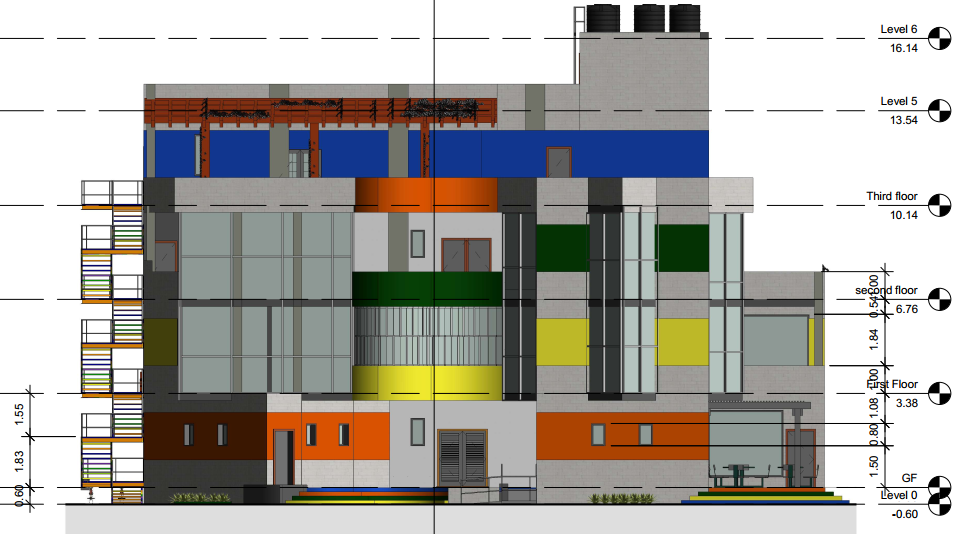 Level 6
16.14
Level 5
13.54
Third floor
10.14
second floor
6.76
0.54
1.84
First Floor
3.38
1.08
0.80
1.50
GF
Level 0
-0.60
1.55
1.83
0.60